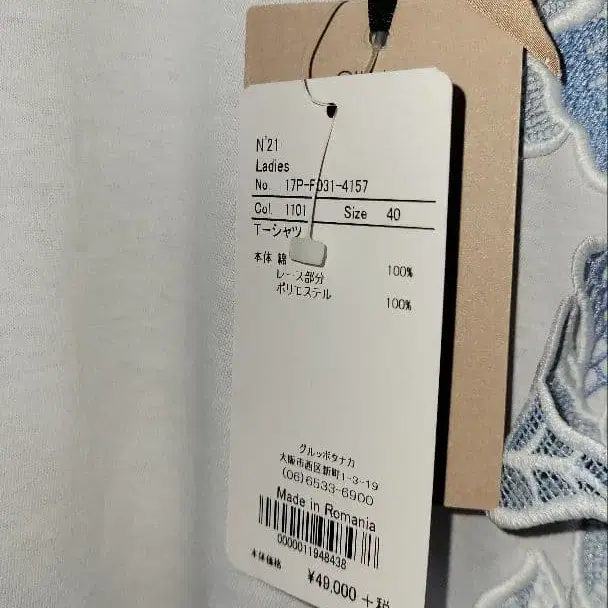 N°21
Ladies
No. 17P-F031-4157
Col. 1101 Size 40
Tーシャツ
本体 綿 100%
レース部分
ポリエステル 100%
グルッポタナカ
大阪市西区新町1-3-19
(06)6533-6900
Made in Romania
0000011948438
本体価格 ¥49,000 +税